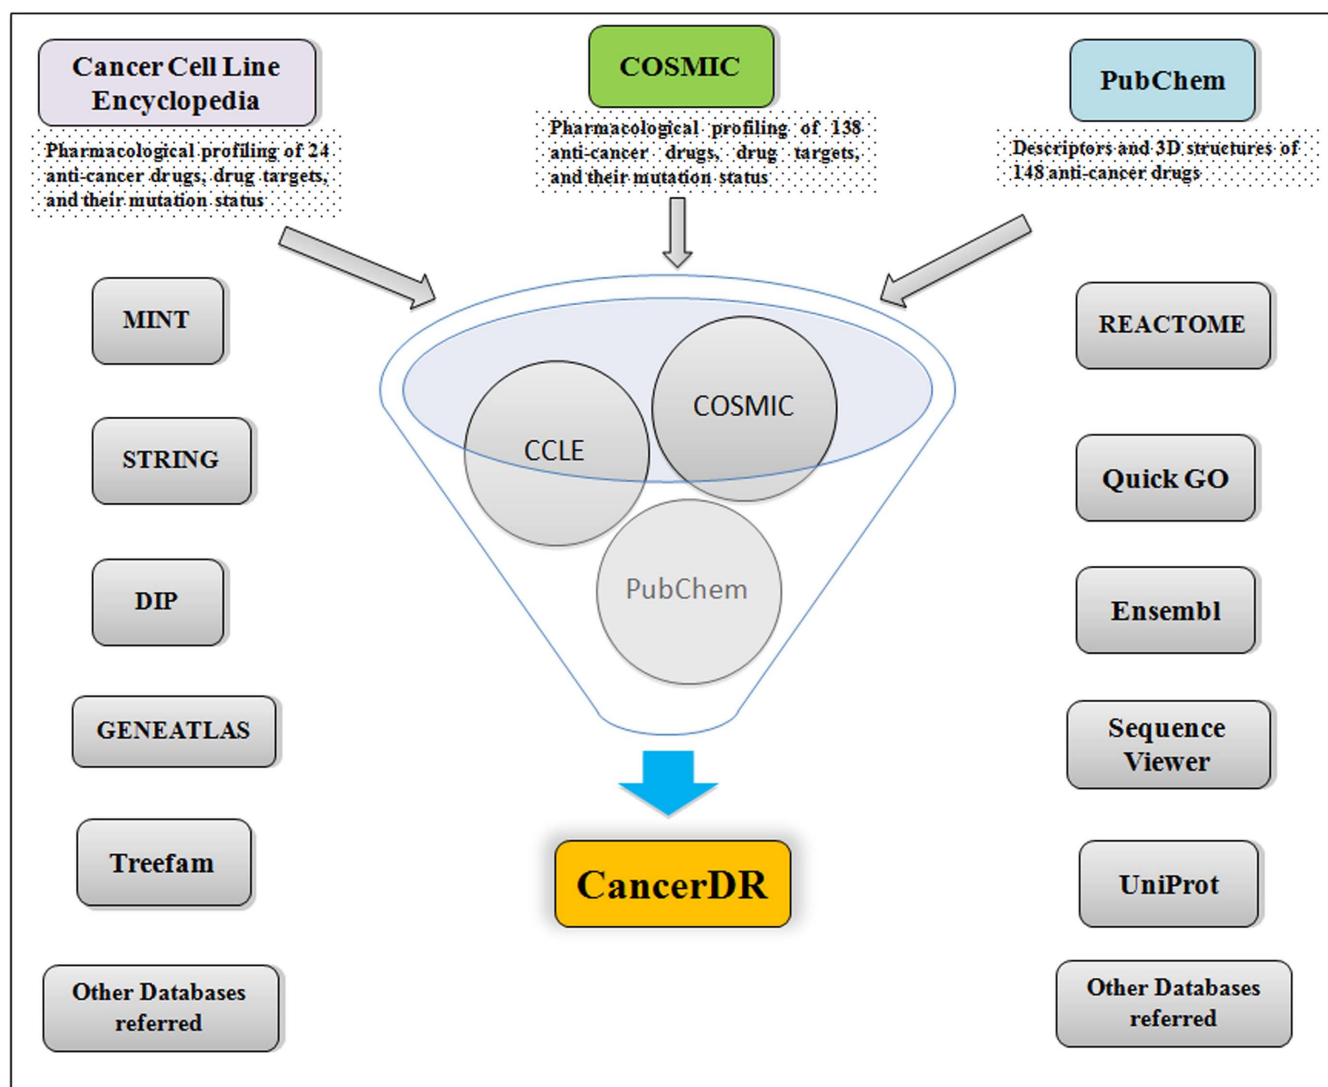 Cancer Cell Line
Encyclopedia
Pharmacological profiling of 24
anti-cancer drugs, drug targets,
and their mutation status
COSMIC
Pharmacological profiling of 138
anti-cancer drugs, drug targets,
and their mutation status
PubChem
Descriptors and 3D structures of
148 anti-cancer drugs
MINT
STRING
DIP
GENEATLAS
Treefam
Other Databases
referred
CCLE
COSMIC
PubChem
CancerDR
REACTOME
Quick GO
Ensembl
Sequence
Viewer
UniProt
Other Databases
referred